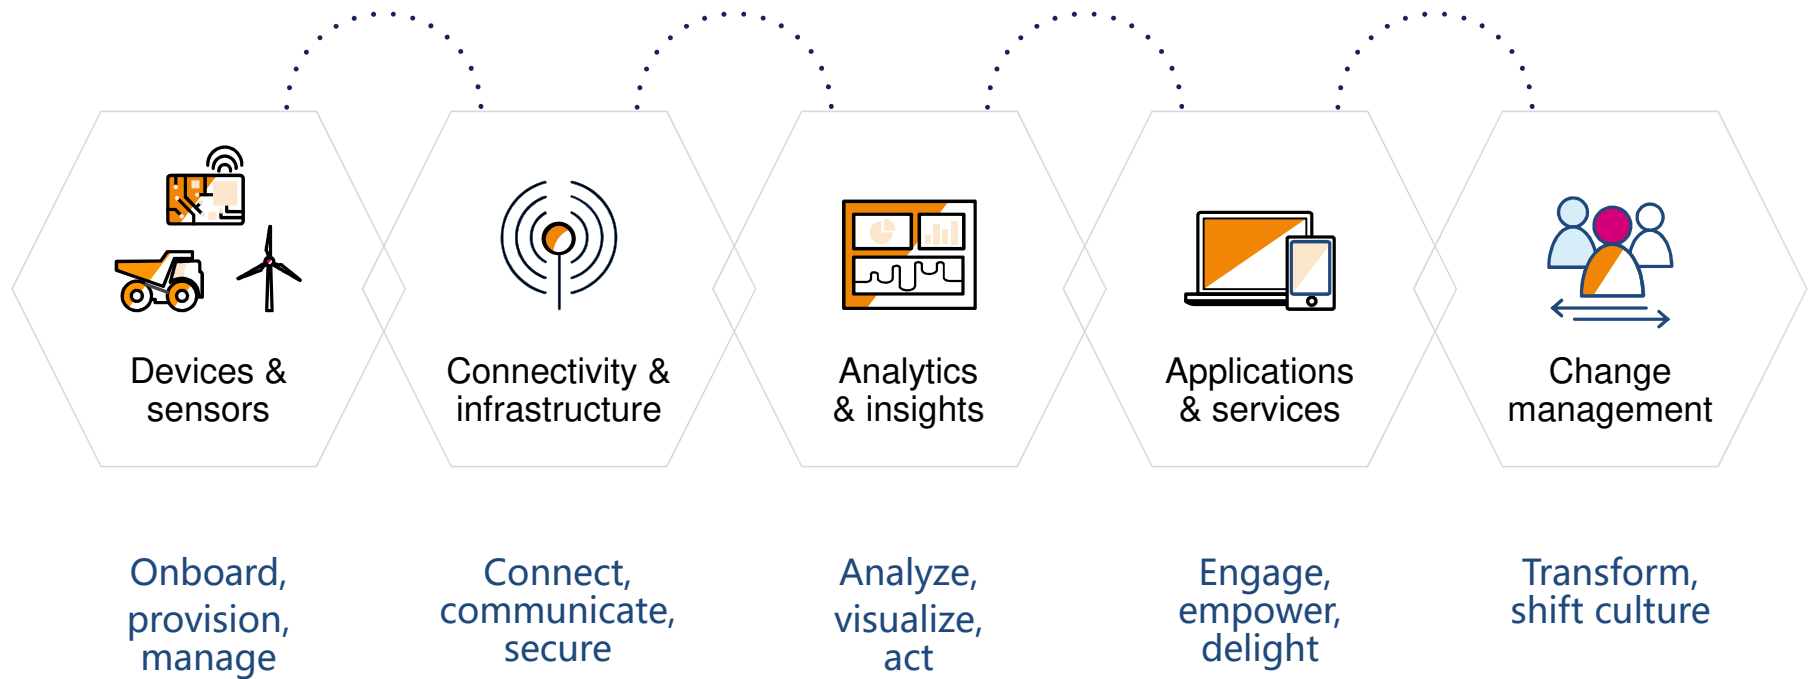 Devices &
sensors
Connectivity &
infrastructure
Analytics
& insights
Applications
& services
Change
management
Onboard,
provision,
manage
Connect,
communicate,
secure
Analyze,
visualize,
act
Engage,
empower,
delight
Transform,
shift culture